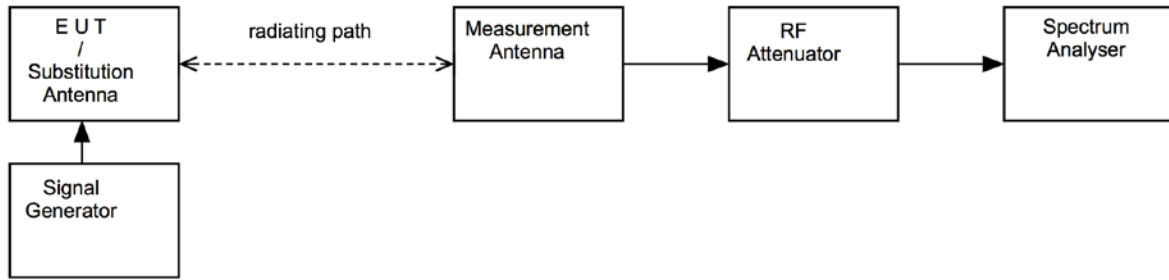 E U T
/
Substitution
Antenna
radiating path
Measurement
Antenna
RF
Attenuator
Spectrum
Analyser
Signal
Generator